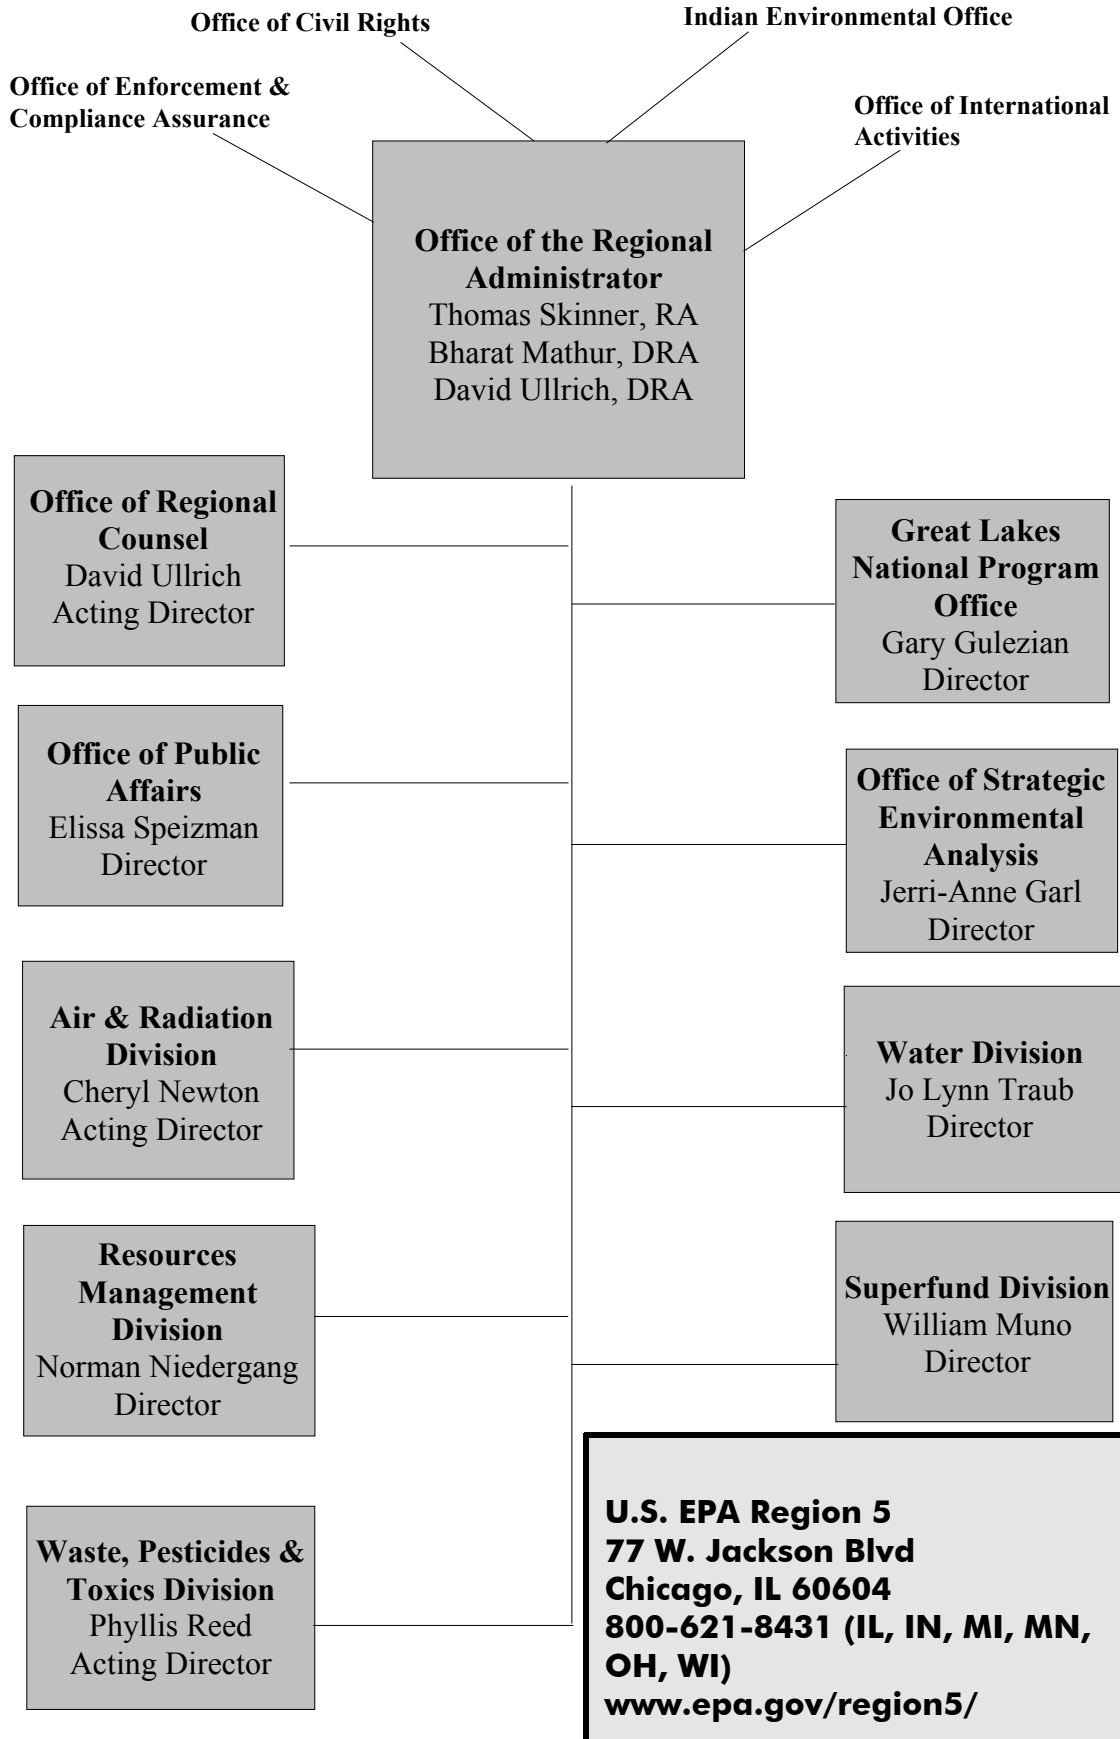 Office of Civil Rights
Indian Environmental Office
Office of Enforcement &
Compliance Assurance
Office of International
Activities
Office of the Regional
Administrator
Thomas Skinner, RA
Bharat Mathur, DRA
David Ullrich, DRA
Office of Regional
Counsel
David Ullrich
Acting Director
Great Lakes
National Program
Office
Gary Gulezian
Director
Office of Public
Affairs
Elissa Speizman
Director
Office of Strategic
Environmental
Analysis
Jerri-Anne Garl
Director
Air & Radiation
Division
Cheryl Newton
Acting Director
Water Division
Jo Lynn Traub
Director
Resources
Management
Division
Norman Niedergang
Director
Superfund Division
William Muno
Director
Waste, Pesticides &
Toxics Division
Phyllis Reed
Acting Director
U.S. EPA Region 5
77 W. Jackson Blvd
Chicago, IL 60604
800-621-8431 (IL, IN, MI, MN,
OH, WI)
www.epa.gov/region5/